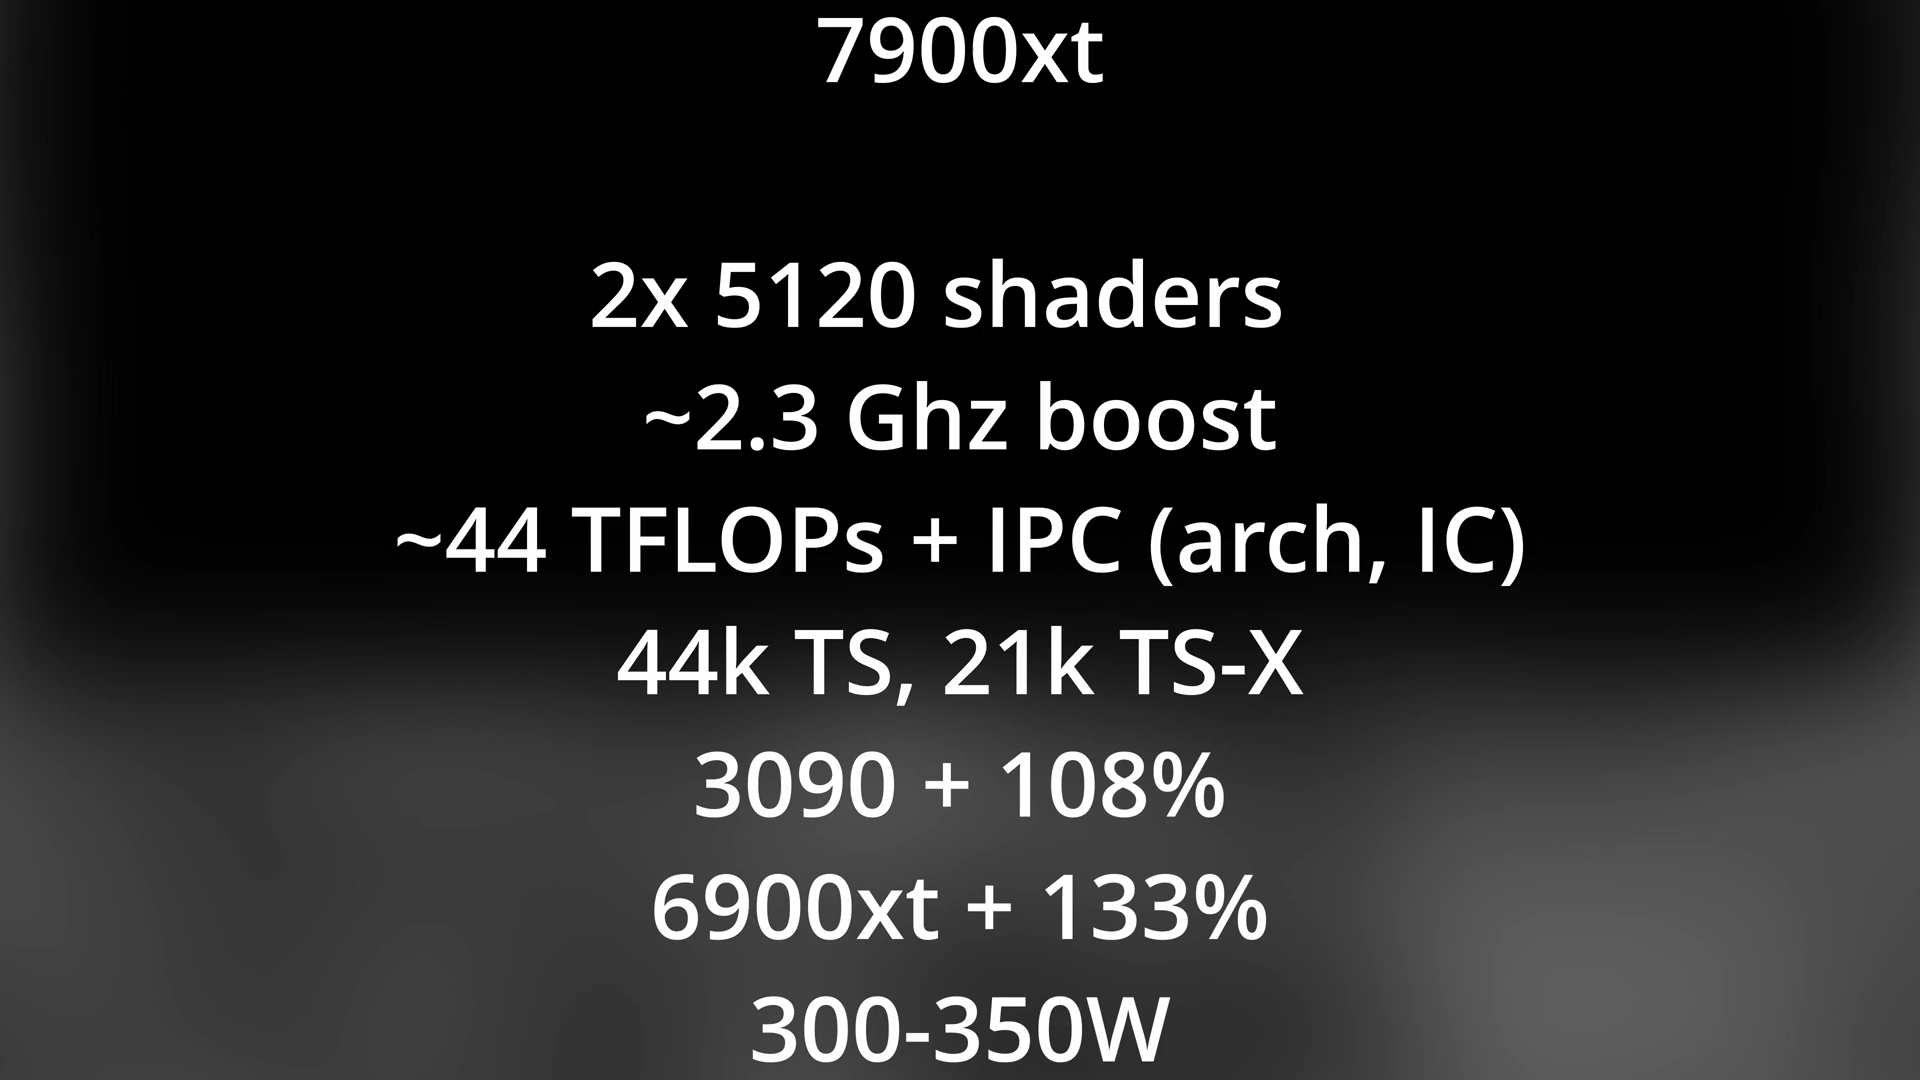 7900xt
2x 5120 shaders
~2.3 Ghz boost
~44 TFLOPs + IPC (arch, IC)
44k TS, 21k TS-X
3090 + 108%
6900xt + 133%
300-350W